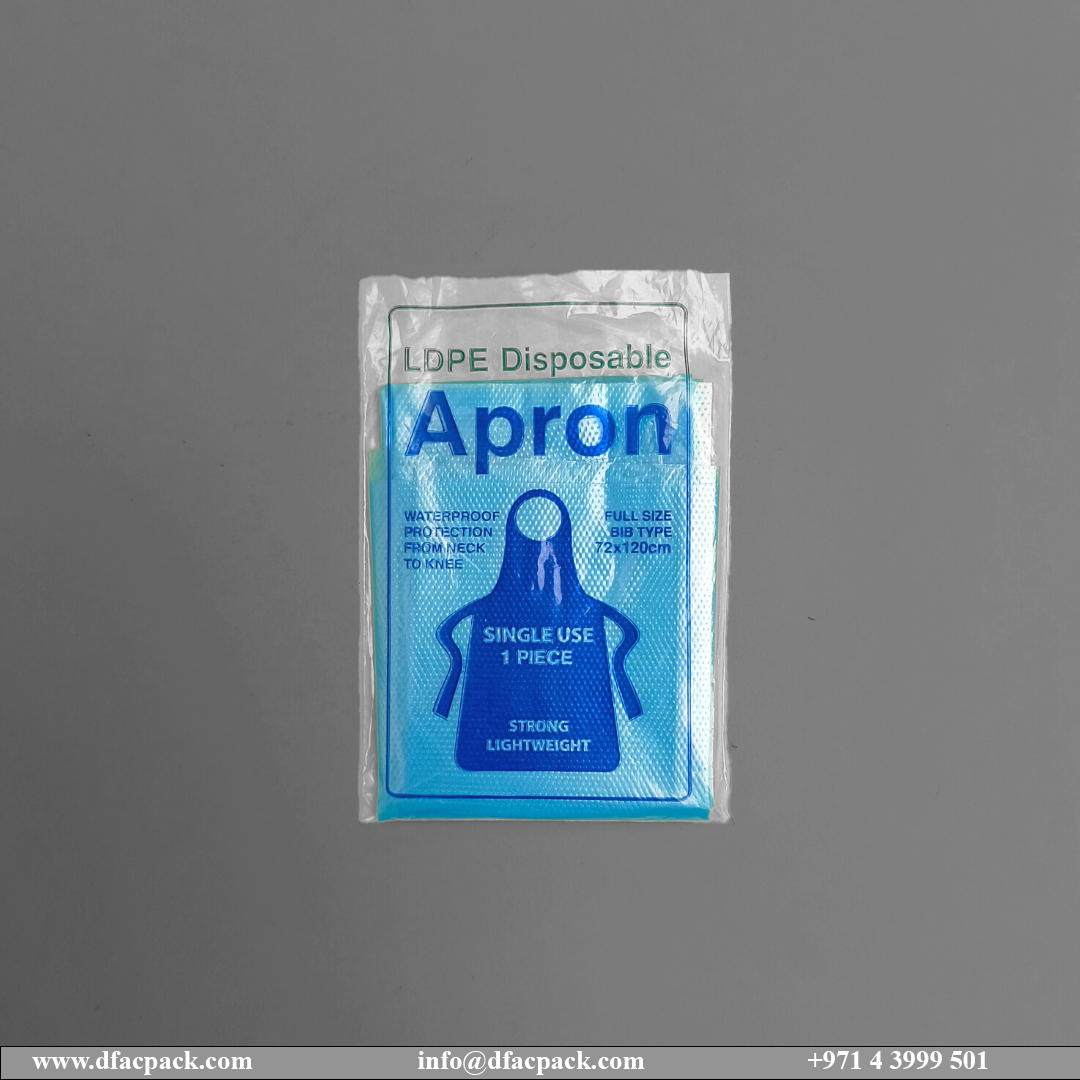 LDPE Disposable
Apron
WATERPROOF
PROTECTION
FROM NECK
TO KNEE
FULL SIZE
BIB TYPE
72x120cm
SINGLE USE
1 PIECE
STRONG
LIGHTWEIGHT
www.dfacpack.com info@dfacpack.com +971 4 3999 501